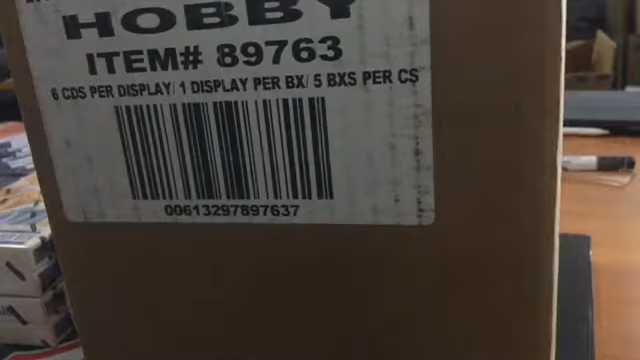 HOBBY
ITEM# 89763
6 CDS PER DISPLAY/ 1 DISPLAY PER BX/ 5 BXS PER CS
00613297897637